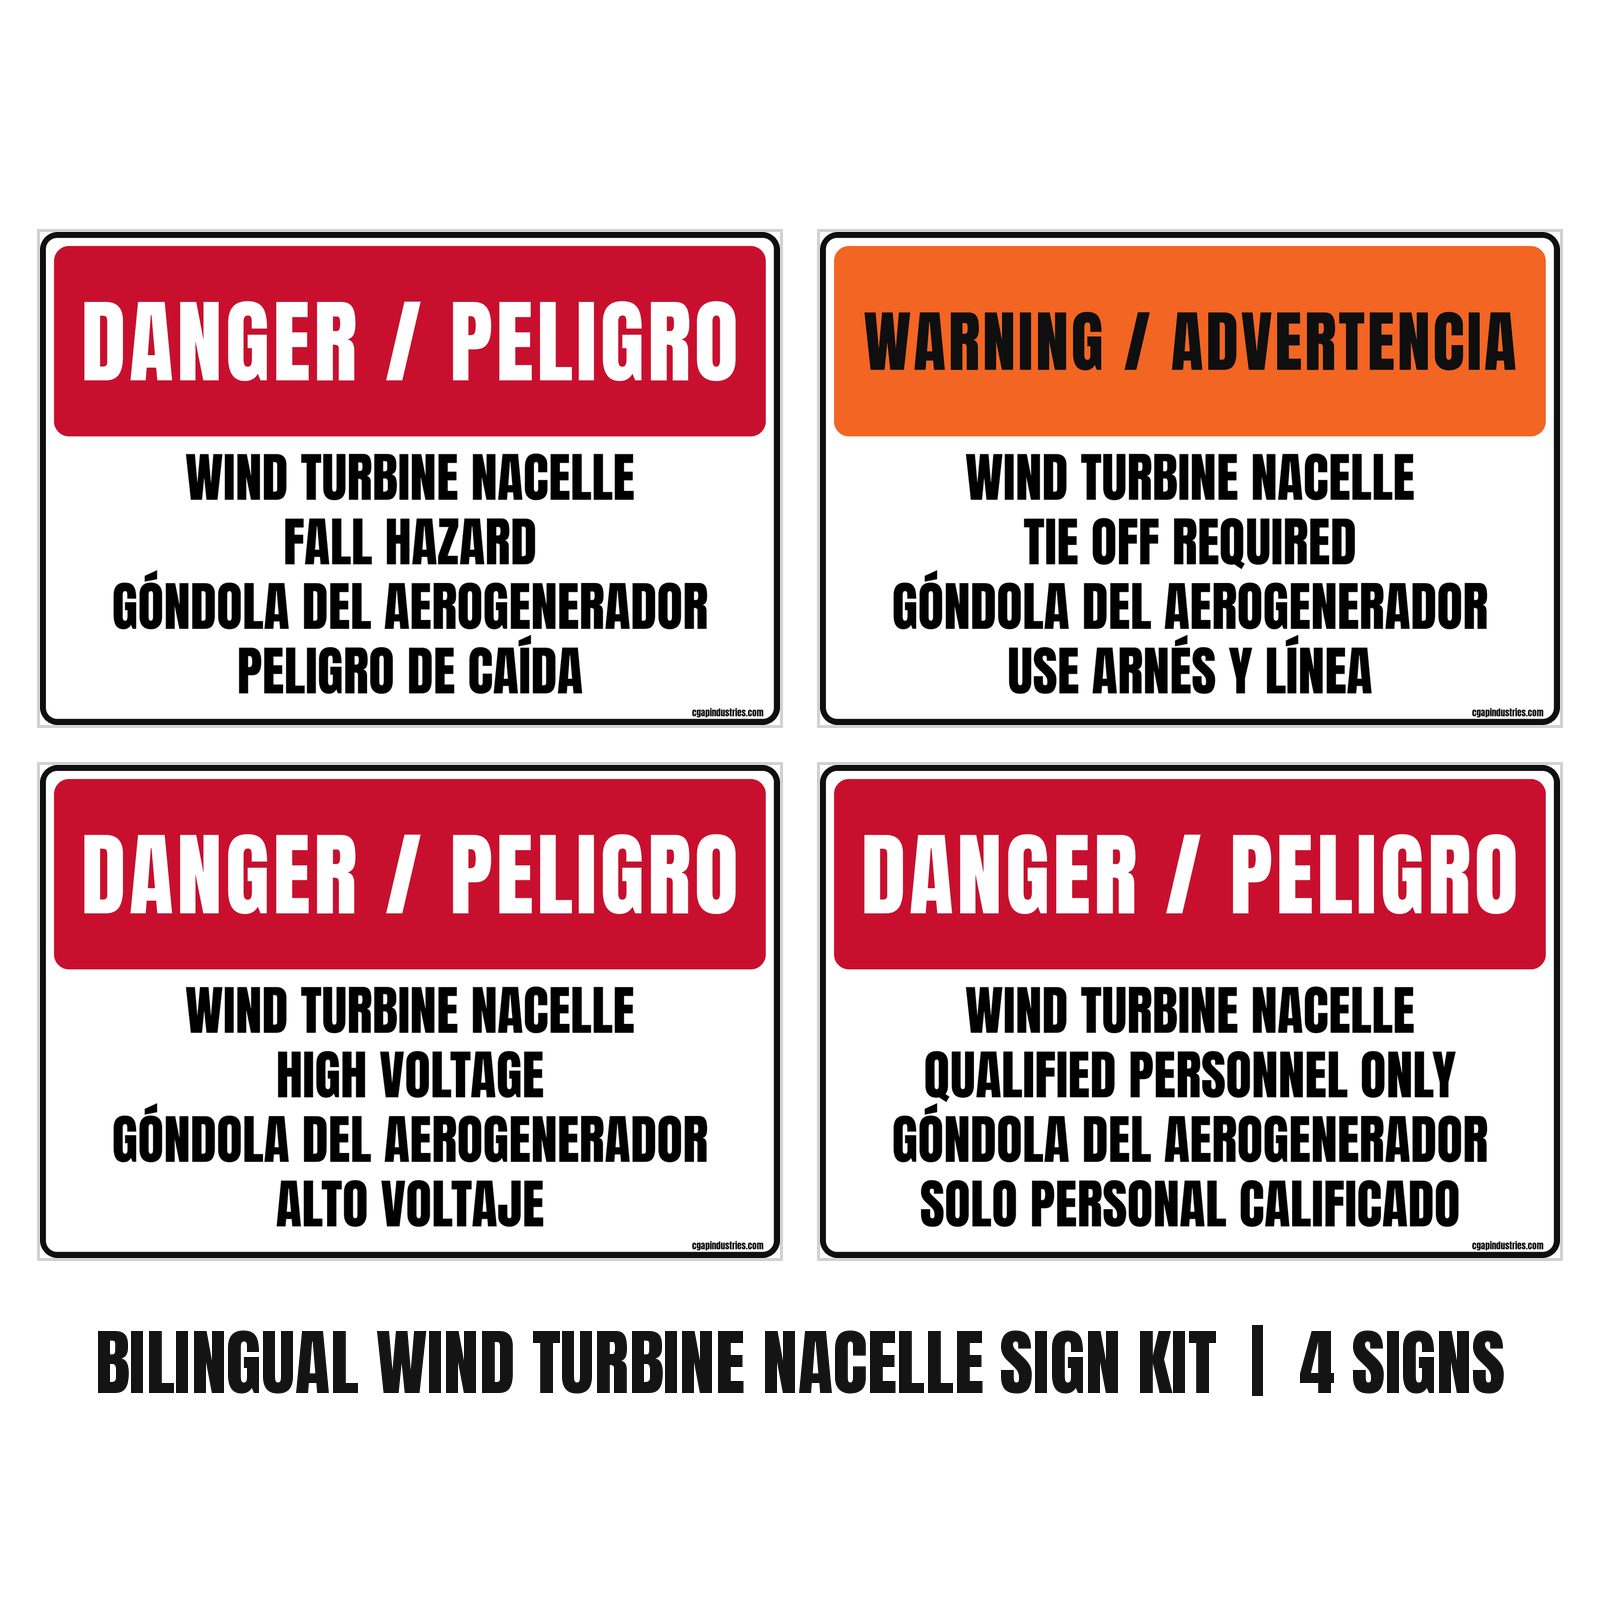 DANGER / PELIGRO
WIND TURBINE NACELLE
FALL HAZARD
GÓNDOLA DEL AEROGENERADOR
PELIGRO DE CAÍDA
cgapindustries.com
WARNING / ADVERTENCIA
WIND TURBINE NACELLE
TIE OFF REQUIRED
GÓNDOLA DEL AEROGENERADOR
USE ARNÉS Y LÍNEA
cgapindustries.com
DANGER / PELIGRO
WIND TURBINE NACELLE
HIGH VOLTAGE
GÓNDOLA DEL AEROGENERADOR
ALTO VOLTAJE
cgapindustries.com
DANGER / PELIGRO
WIND TURBINE NACELLE
QUALIFIED PERSONNEL ONLY
GÓNDOLA DEL AEROGENERADOR
SOLO PERSONAL CALIFICADO
cgapindustries.com
BILINGUAL WIND TURBINE NACELLE SIGN KIT | 4 SIGNS